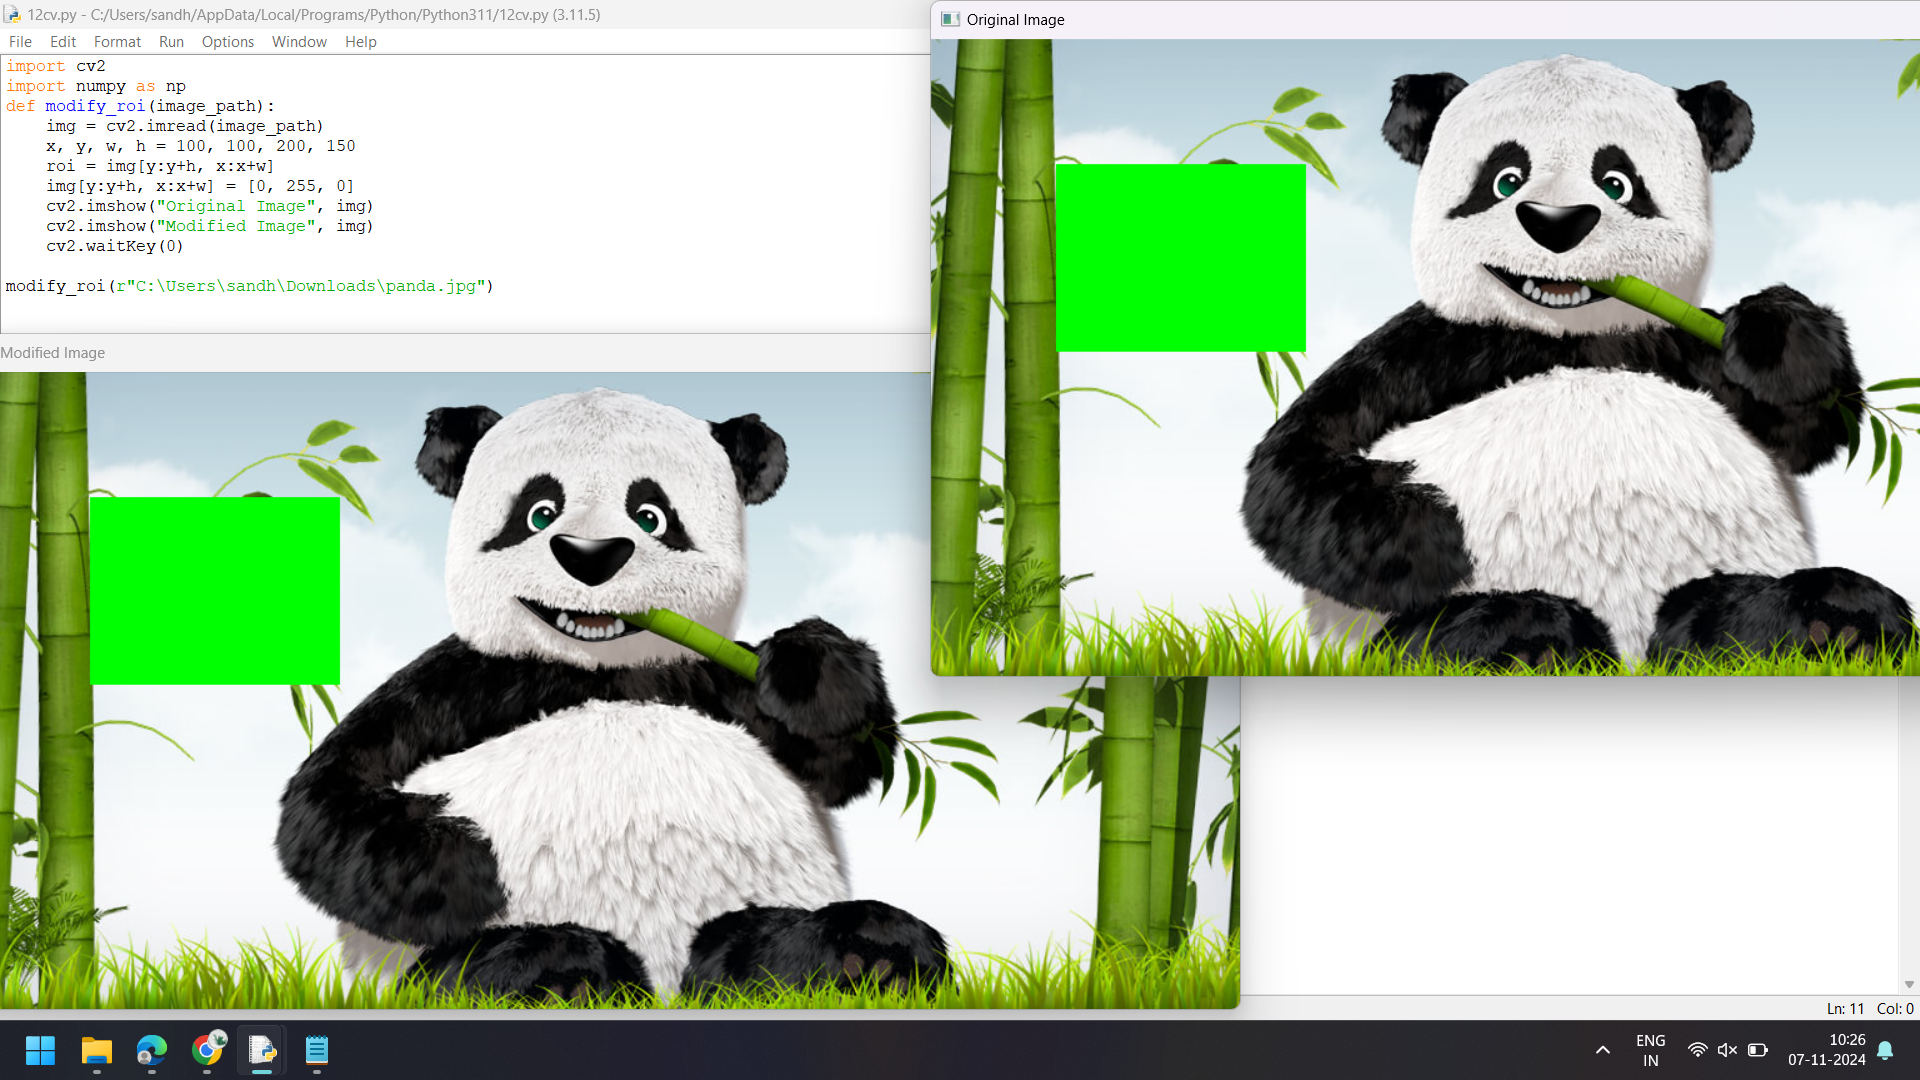 12cv.py - C:/Users/sandh/AppData/Local/Programs/Python/Python311/12cv.py (3.11.5)
File Edit Format Run Options Window Help
import cv2
import numpy as np
def modify_roi(image_path):
    img = cv2.imread(image_path)
    x, y, w, h = 100, 100, 200, 150
    roi = img[y:y+h, x:x+w]
    img[y:y+h, x:x+w] = [0, 255, 0]
    cv2.imshow("Original Image", img)
    cv2.imshow("Modified Image", img)
    cv2.waitKey(0)
modify_roi(r"C:\Users\sandh\Downloads\panda.jpg")
Original Image
Modified Image
Ln: 11 Col: 0
ENG
IN
10:26
07-11-2024